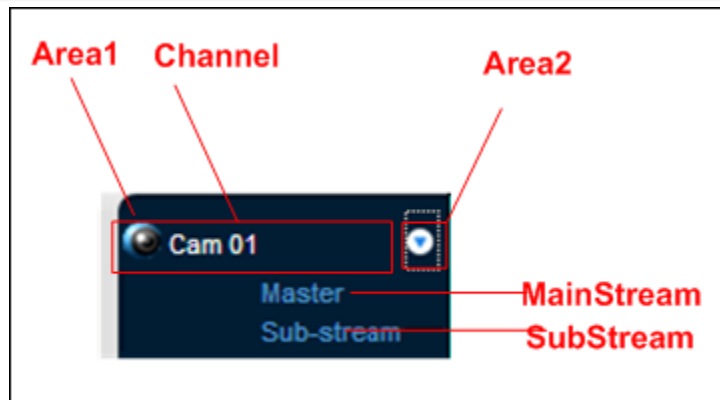 Area1 Channel Area2
Cam 01
Master MainStream
Sub-stream SubStream